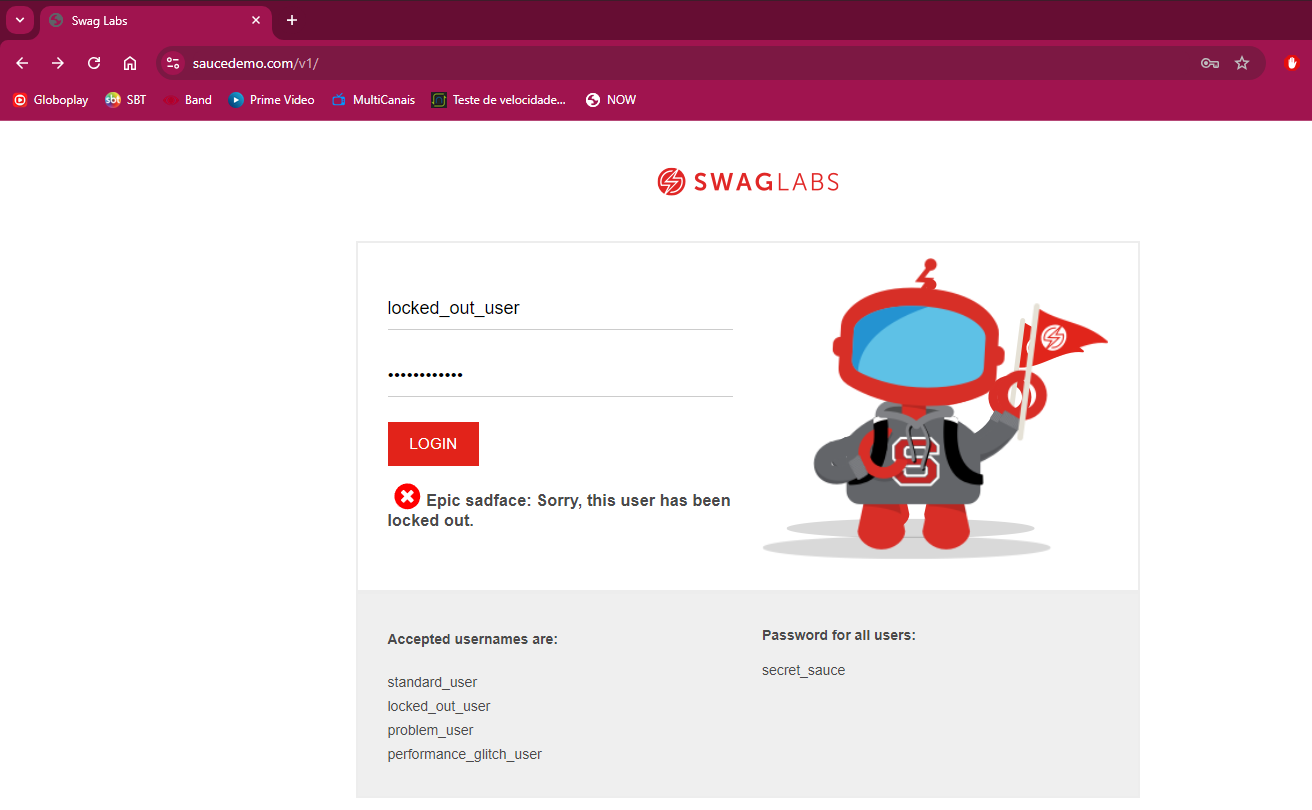 Swag Labs
saucedemo.com/v1/
Globoplay
sbt SBT
Band
Prime Video
MultiCanais
Teste de velocidade...
NOW
SWAGLABS
locked_out_user
••••••••••••
LOGIN
Epic sadface: Sorry, this user has been
locked out.
S
Accepted usernames are:
standard_user
locked_out_user
problem_user
performance_glitch_user
Password for all users:
secret_sauce